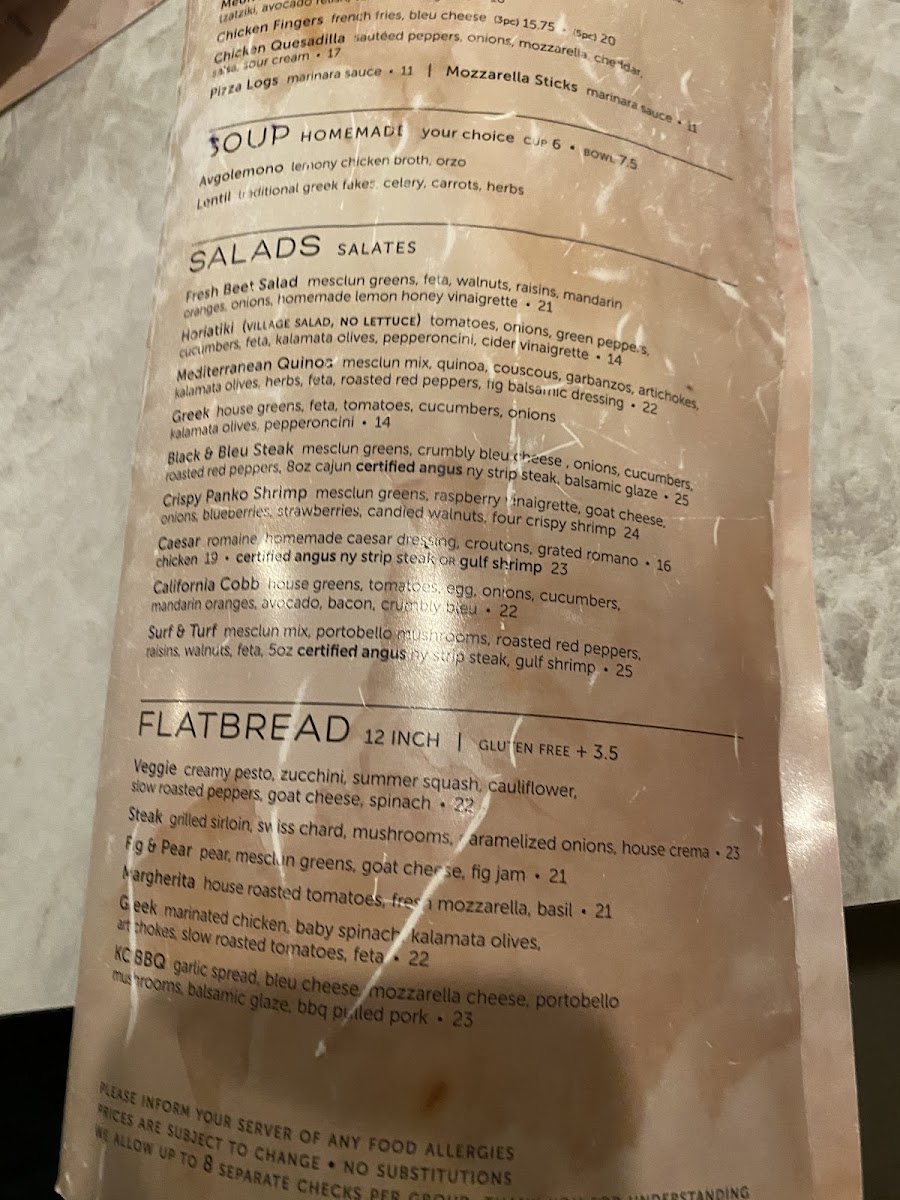 tzatziki, avocado
Chicken Fingers french fries, bleu cheese (3pc) 15.75 • (5pc) 20
Chicken Quesadilla sautéed peppers, onions, mozzarella, cheddar,
salsa, sour cream • 17
Pizza Logs marinara sauce • 11 | Mozzarella Sticks marinara sauce • 11
SOUP HOMEMADE your choice CUP 6 • BOWL 7.5
Avgolemono lemony chicken broth, orzo
Lentil traditional greek fakes, celery, carrots, herbs
SALADS SALATES
Fresh Beet Salad mesclun greens, feta, walnuts, raisins, mandarin
oranges, onions, homemade lemon honey vinaigrette • 21
Horiatiki (VILLAGE SALAD, NO LETTUCE) tomatoes, onions, green peppers,
cucumbers, feta, kalamata olives, pepperoncini, cider vinaigrette • 14
Mediterranean Quinoa mesclun mix, quinoa, couscous, garbanzos, artichokes,
kalamata olives, herbs, feta, roasted red peppers, fig balsamic dressing • 22
Greek house greens, feta, tomatoes, cucumbers, onions
kalamata olives, pepperoncini • 14
Black & Bleu Steak mesclun greens, crumbly bleu cheese , onions, cucumbers,
roasted red peppers, 8oz cajun certified angus ny strip steak, balsamic glaze • 25
Crispy Panko Shrimp mesclun greens, raspberry vinaigrette, goat cheese,
onions, blueberries, strawberries, candied walnuts, four crispy shrimp 24
Caesar romaine, homemade caesar dressing, croutons, grated romano • 16
chicken 19 • certified angus ny strip steak OR gulf shrimp 23
California Cobb house greens, tomatoes, egg, onions, cucumbers,
mandarin oranges, avocado, bacon, crumbly bleu • 22
Surf & Turf mesclun mix, portobello mushrooms, roasted red peppers,
raisins, walnuts, feta, 5oz certified angus ny strip steak, gulf shrimp • 25
FLATBREAD 12 INCH | GLUTEN FREE + 3.5
Veggie creamy pesto, zucchini, summer squash, cauliflower,
slow roasted peppers, goat cheese, spinach • 22
Steak grilled sirloin, swiss chard, mushrooms, caramelized onions, house crema • 23
Fig & Pear pear, mesclun greens, goat cheese, fig jam • 21
Margherita house roasted tomatoes, fresh mozzarella, basil • 21
Greek marinated chicken, baby spinach, kalamata olives,
artichokes, slow roasted tomatoes, feta • 22
KC BBQ garlic spread, bleu cheese, mozzarella cheese, portobello
mushrooms, balsamic glaze, bbq pulled pork • 23
PLEASE INFORM YOUR SERVER OF ANY FOOD ALLERGIES
PRICES ARE SUBJECT TO CHANGE • NO SUBSTITUTIONS
WE ALLOW UP TO 8 SEPARATE CHECKS PER GROUP. UNDERSTANDING